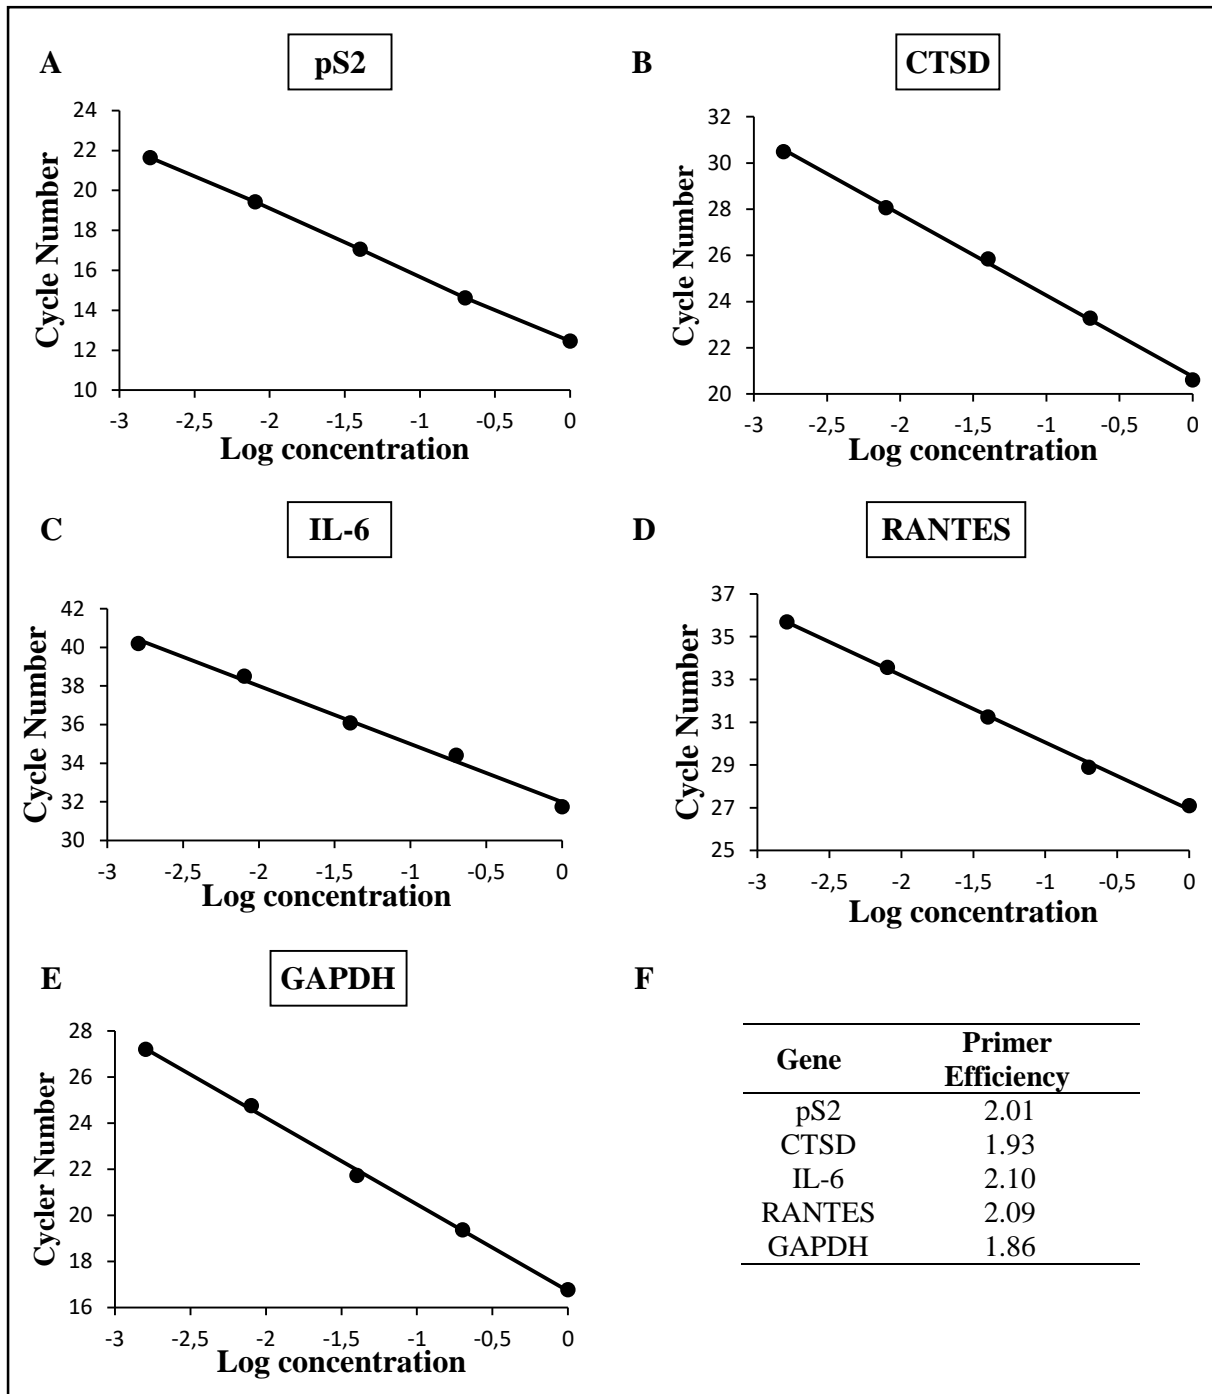 A
pS2
Cycle Number
24
22
20
18
16
14
12
10
-3 -2,5 -2 -1,5 -1 -0,5 0
Log concentration
B
CTSD
Cycle Number
32
30
28
26
24
22
20
-3 -2,5 -2 -1,5 -1 -0,5 0
Log concentration
C
IL-6
Cycle Number
42
40
38
36
34
32
30
-3 -2,5 -2 -1,5 -1 -0,5 0
Log concentration
D
RANTES
Cycle Number
37
35
33
31
29
27
25
-3 -2,5 -2 -1,5 -1 -0,5 0
Log concentration
E
GAPDH
Cycler Number
28
26
24
22
20
18
16
-3 -2,5 -2 -1,5 -1 -0,5 0
Log concentration
F
Gene Primer
Efficiency
pS2 2.01
CTSD 1.93
IL-6 2.10
RANTES 2.09
GAPDH 1.86